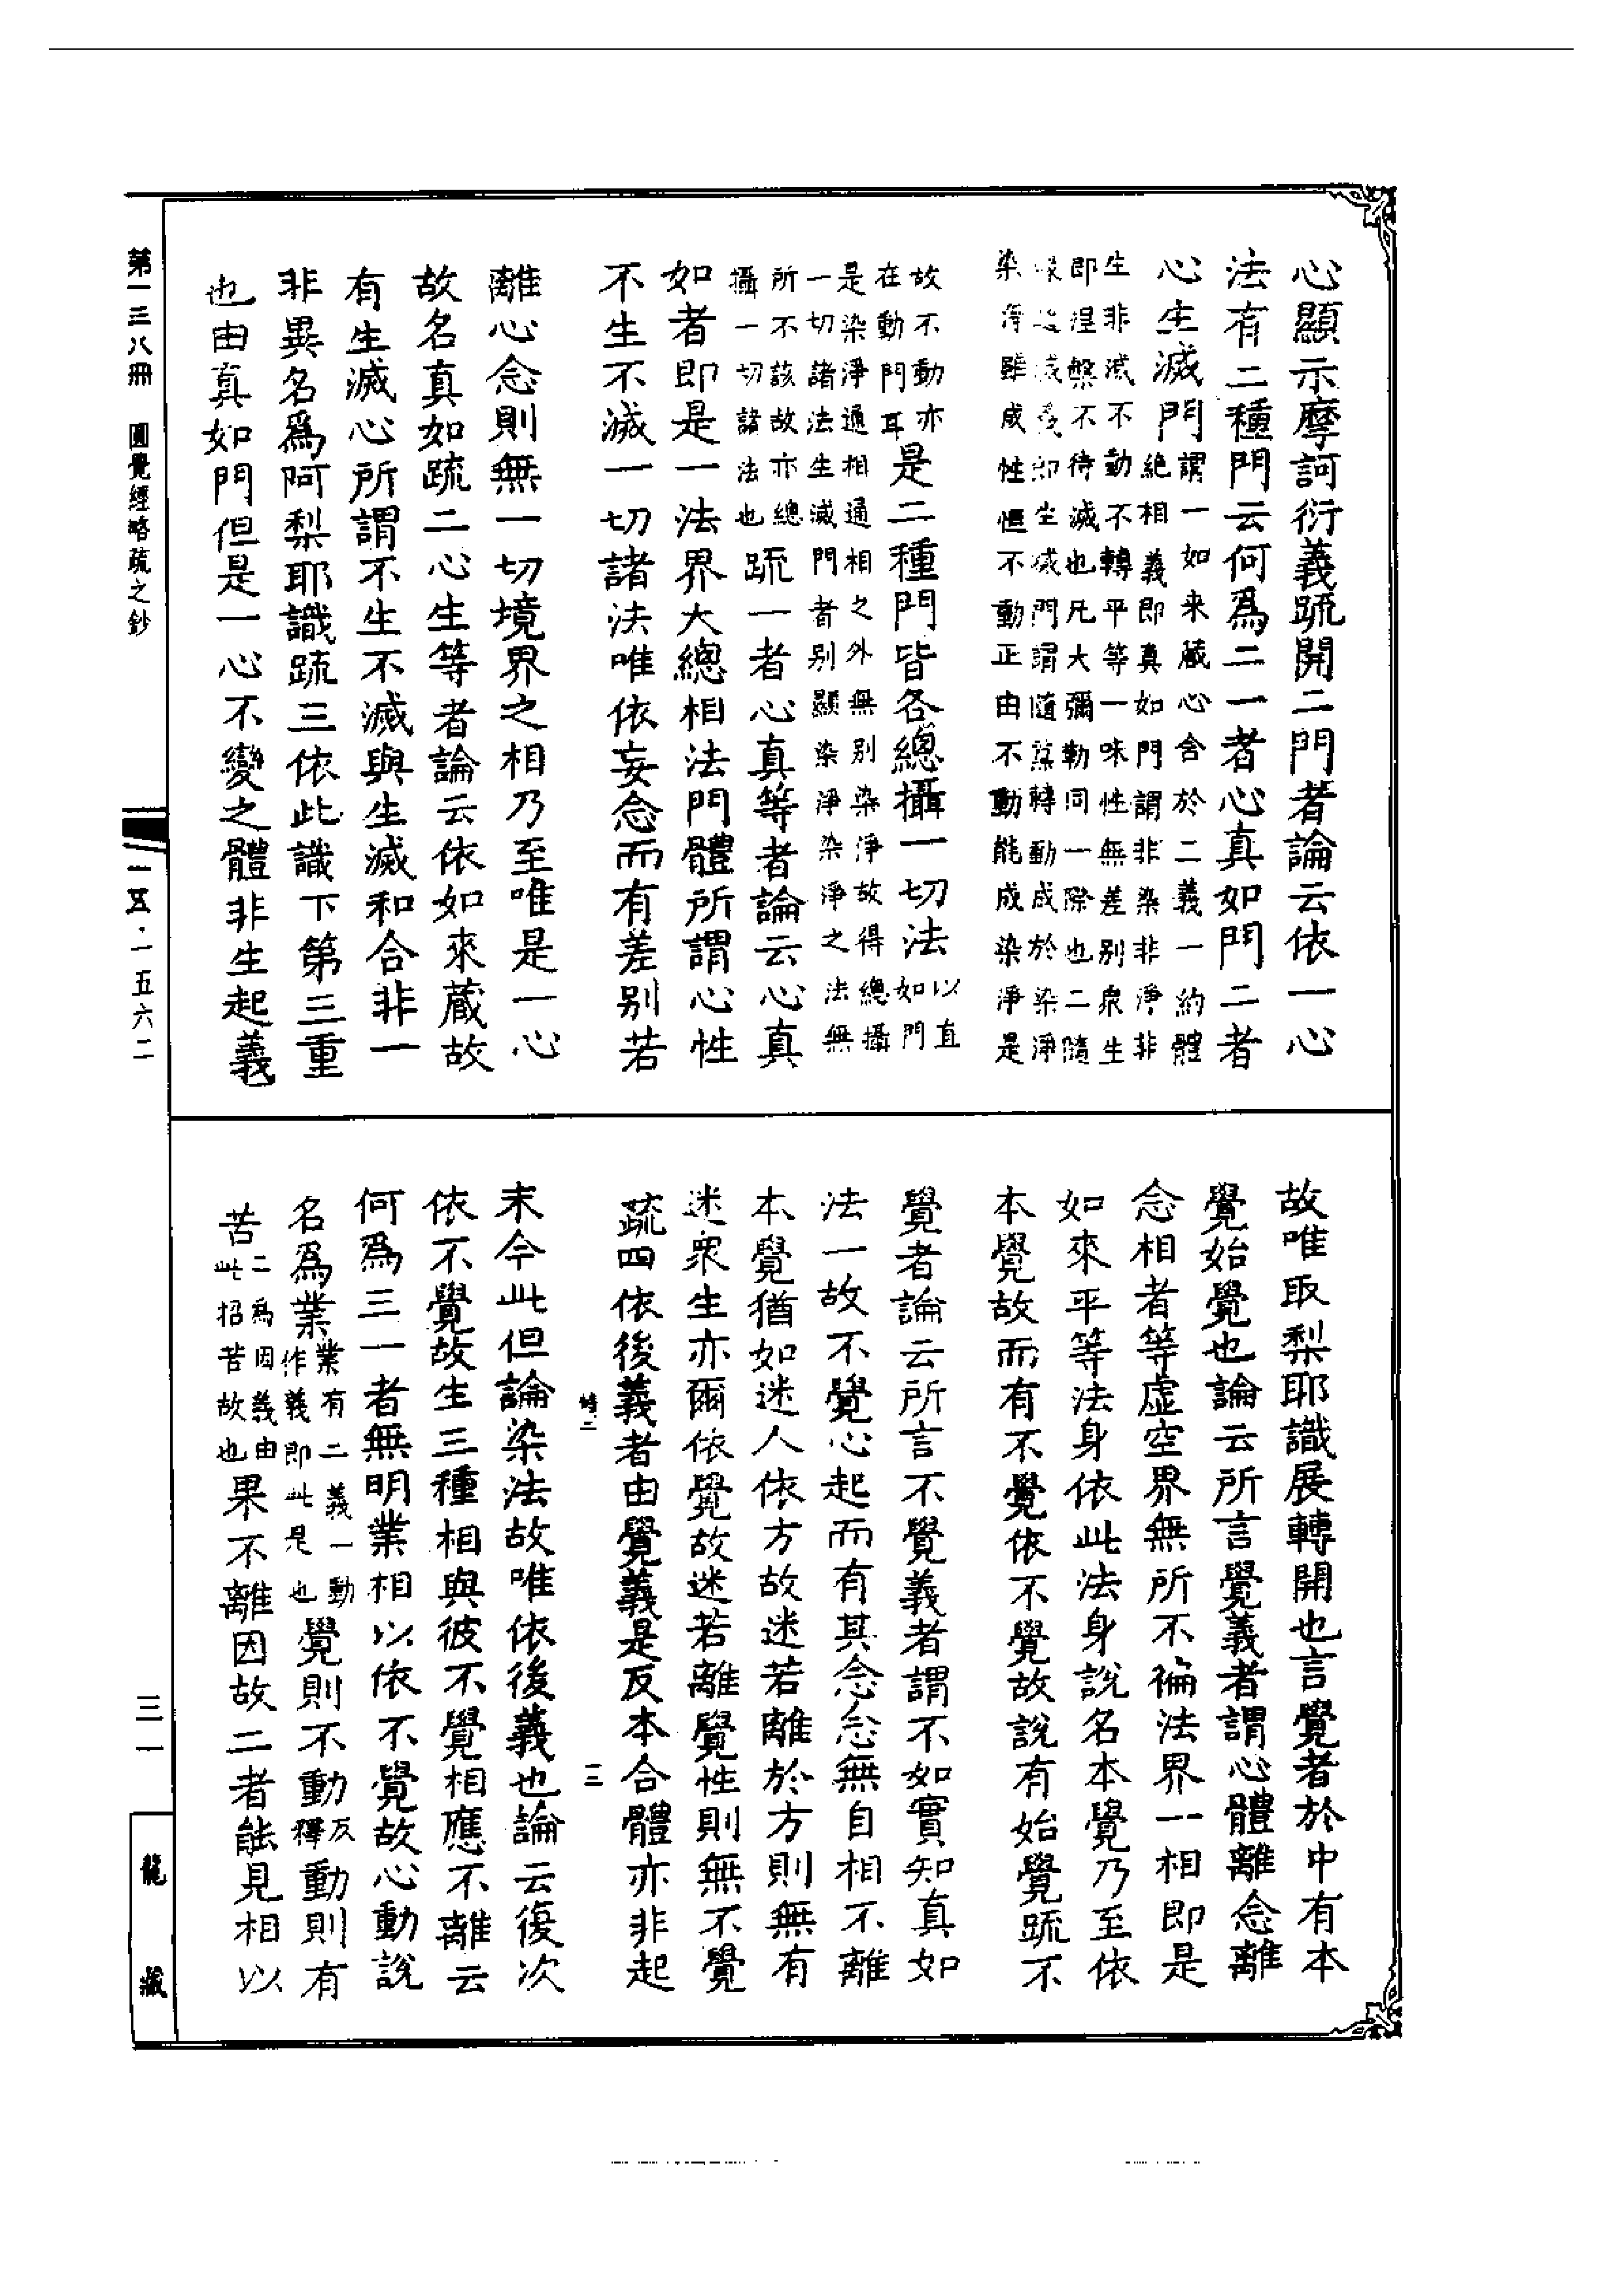 心顯示摩訶衍義䟽開二門者論云依一心
法有二種門云何爲二一者心真如門二者
心生滅門
謂一如来藏心含於二義一約體
絶相義即真如門謂非染非淨非
生非滅不動不轉平等一味性無差別衆生
即涅槃不待滅也凡大彌勒同一際也二隨
即生滅門謂隨熏轉動成於染淨
染淨雖成性恒不動正由不動能成染淨是
故不動亦
在動門耳
是二種門皆各總攝一切法
以直
如門
是染淨通相通相之外無別染淨故得總攝
一切諸法生滅門者別顯染淨染淨之法無
所不該故亦總
攝一切諸法也
䟽一者心真等者論云心真
如者即是一法界大總相法門體所謂心性
不生不滅一切諸法唯依妄念而有差別若
離心念則無一切境界之相乃至唯是一心
故名真如䟽二心生等者論云依如來藏故
有生滅心所謂不生不滅與生滅和合非一
非異名爲阿梨耶識䟽三依此識下第三重
也由真如門但是一心不變之體非生起義
故唯取梨耶識展轉開也言覺者於中有本
覺始覺也論云所言覺義者謂心體離念離
念相者等虛空界無所不徧法界一相即是
如來平等法身依此法身說名本覺乃至依
本覺故而有不覺依不覺故說有始覺䟽不
覺者論云所言不覺義者謂不如實知真如
法一故不覺心起而有其念念無自相不離
本覺猶如迷人依方故迷若離於方則無有
迷衆生亦爾依覺故迷若離覺性則無不覺
䟽四依後義者由覺義是反本合體亦非起
末今此但論染法故唯依後義也論云復次
依不覺故生三種相與彼不覺相應不離云
何爲三一者無明業相以依不覺故心動說
名爲業
業有二義一動
作義即此是也
覺則不動
反
釋
動則有
苦
二爲因義由
此招苦故也
果不離因故二者能見相以
第一三八冊　圓覺經略疏之鈔
一五·一五六二
三一
龍藏